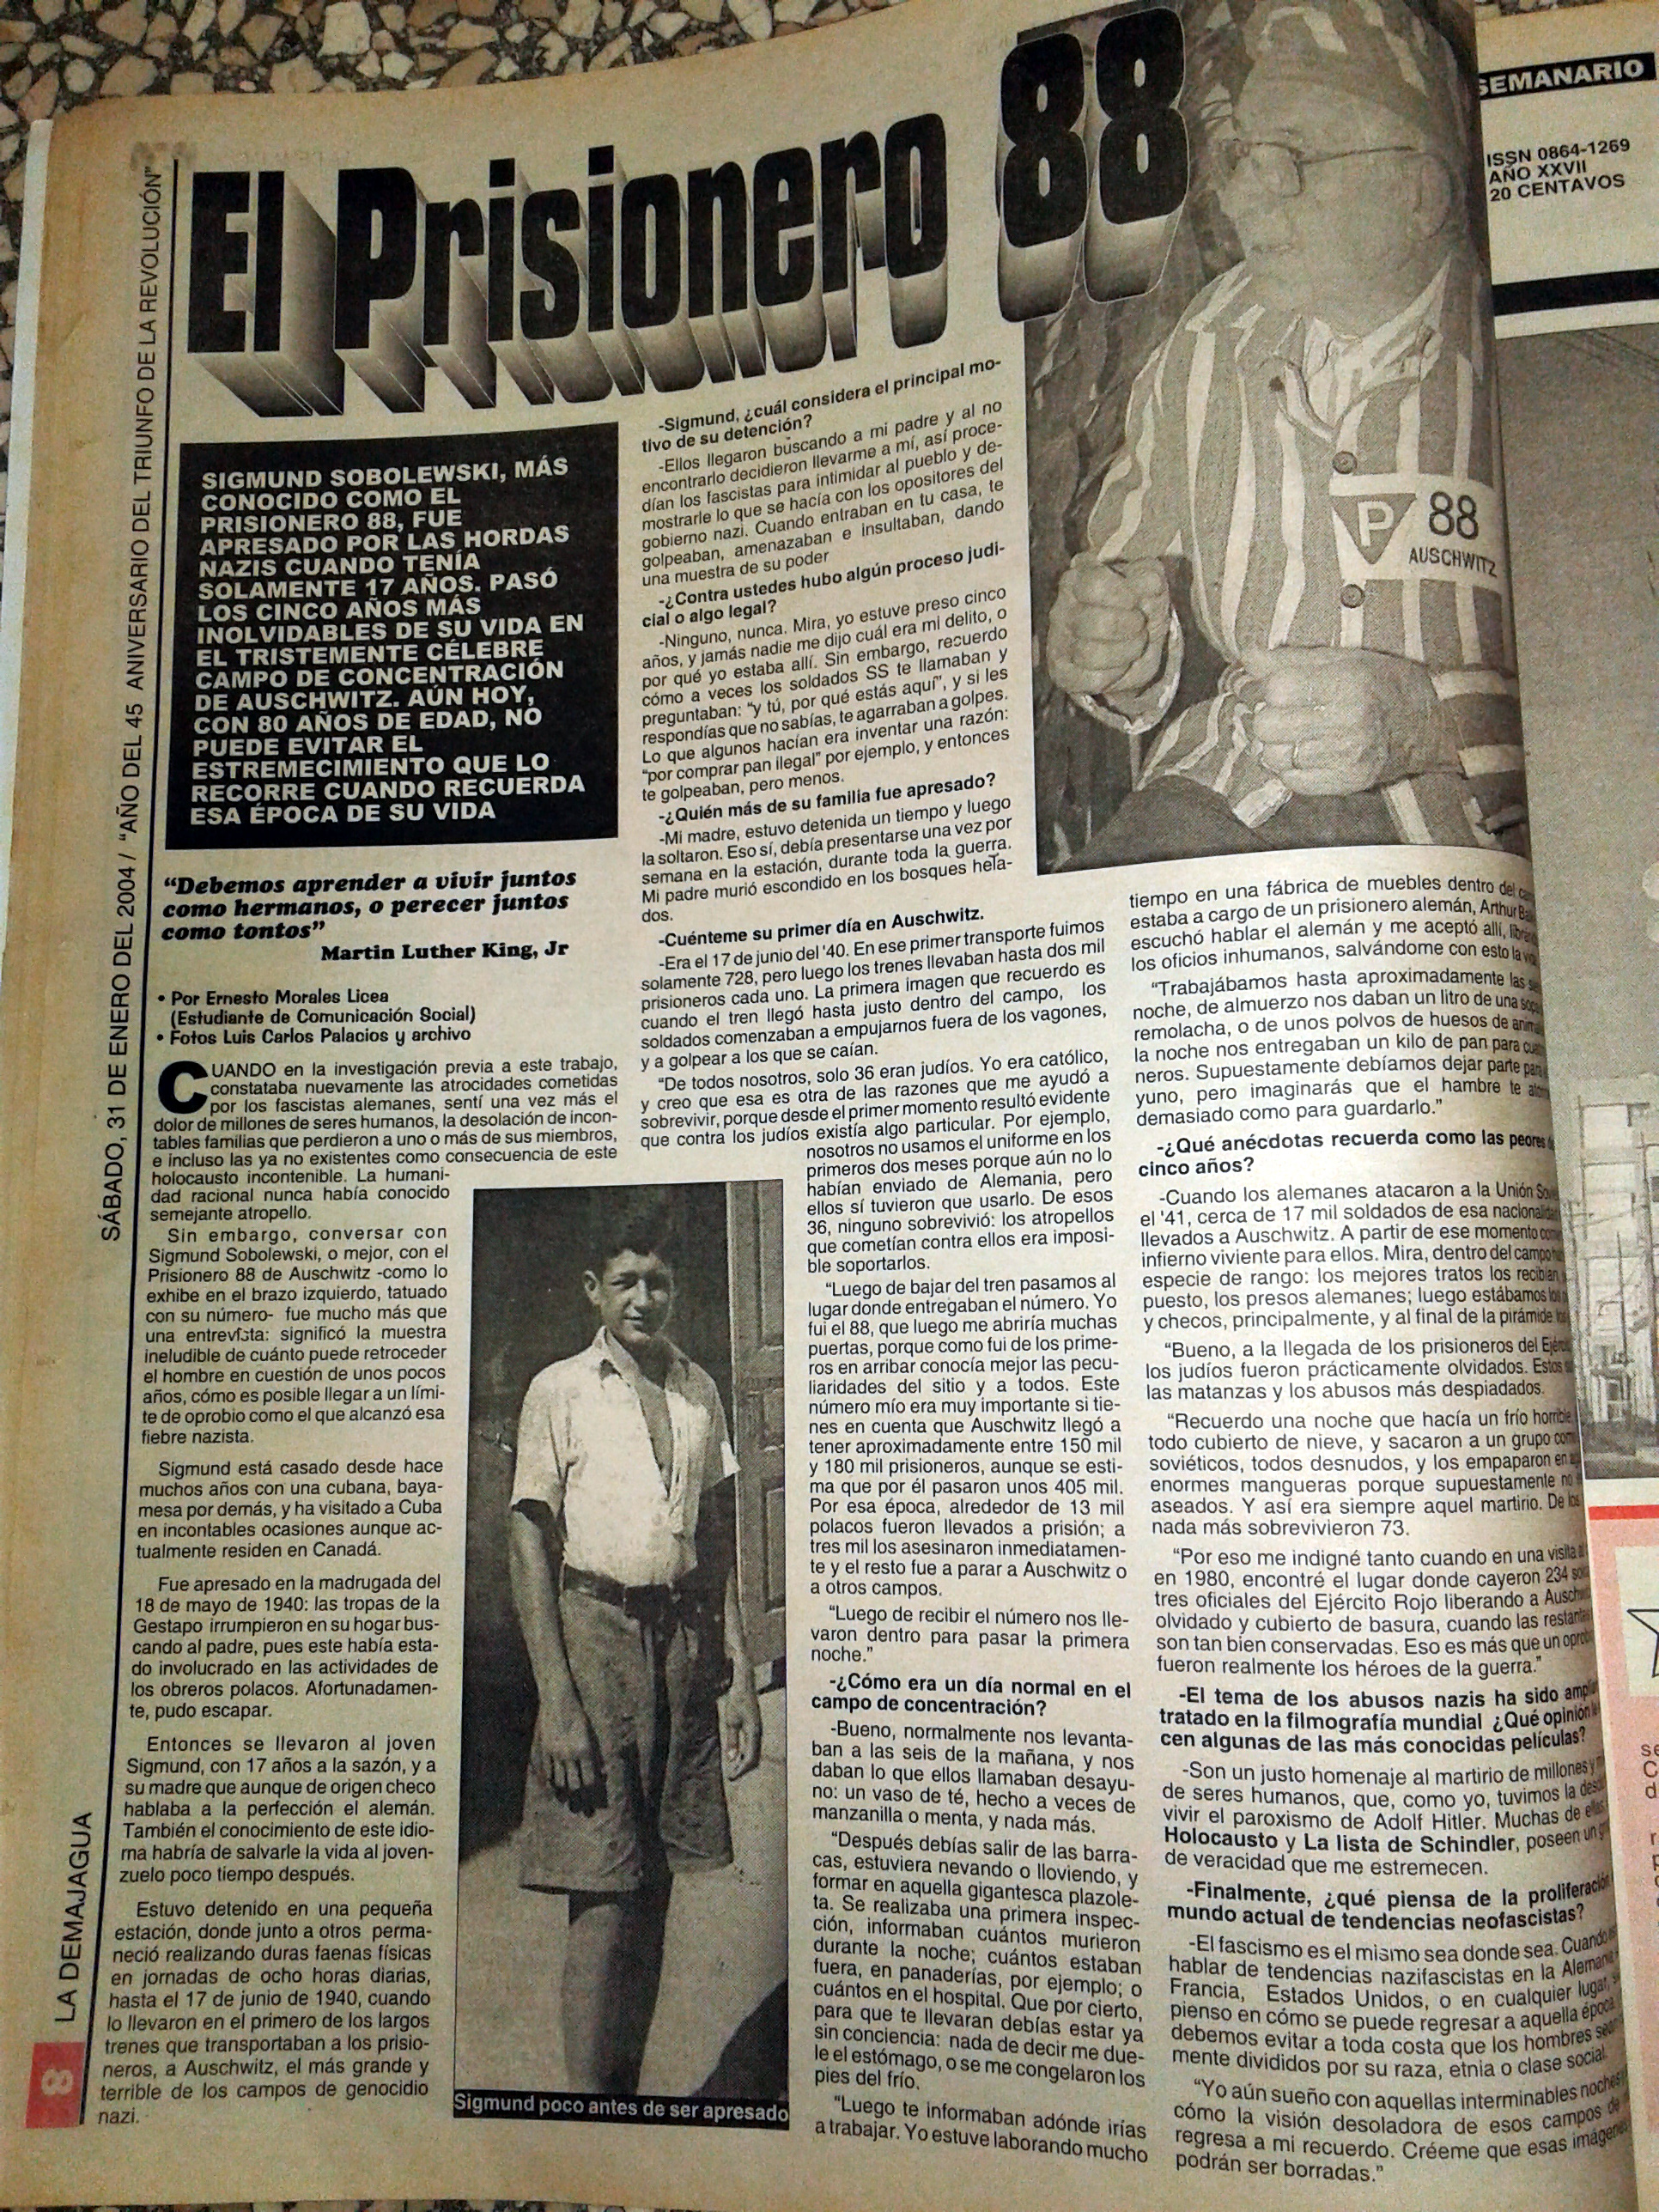 El Prisionero 88
SIGMUND SOBOLEWSKI, MÁS
CONOCIDO COMO EL
PRISIONERO 88, FUE
APRESADO POR LAS HORDAS
NAZIS CUANDO TENÍA
SOLAMENTE 17 AÑOS. PASÓ
LOS CINCO AÑOS MÁS
INOLVIDABLES DE SU VIDA EN
EL TRISTEMENTE CÉLEBRE
CAMPO DE CONCENTRACIÓN
DE AUSCHWITZ. AÚN HOY,
CON 80 AÑOS DE EDAD, NO
PUEDE EVITAR EL
ESTREMECIMIENTO QUE LO
RECORRE CUANDO RECUERDA
ESA ÉPOCA DE SU VIDA
“Debemos aprender a vivir juntos
como hermanos, o perecer juntos
como tontos”
Martin Luther King, Jr
• Por Ernesto Morales Licea
(Estudiante de Comunicación Social)
• Fotos Luis Carlos Palacios y archivo
CUANDO en la investigación previa a este trabajo,
constataba nuevamente las atrocidades cometidas
por los fascistas alemanes, sentí una vez más el
dolor de millones de seres humanos, la desolación de incon-
tables familias que perdieron a uno o más de sus miembros,
e incluso las ya no existentes como consecuencia de este
holocausto incontenible. La humani-
dad racional nunca había conocido
semejante atropello.
Sin embargo, conversar con
Sigmund Sobolewski, o mejor, con el
Prisionero 88 de Auschwitz -como lo
exhibe en el brazo izquierdo, tatuado
con su número- fue mucho más que
una entrevista: significó la muestra
ineludible de cuánto puede retroceder
el hombre en cuestión de unos pocos
años, cómo es posible llegar a un lími-
te de oprobio como el que alcanzó esa
fiebre nazista.
Sigmund está casado desde hace
muchos años con una cubana, baya-
mesa por demás, y ha visitado a Cuba
en incontables ocasiones aunque ac-
tualmente residen en Canadá.
Fue apresado en la madrugada del
18 de mayo de 1940: las tropas de la
Gestapo irrumpieron en su hogar bus-
cando al padre, pues este había esta-
do involucrado en las actividades de
los obreros polacos. Afortunadamen-
te, pudo escapar.
Entonces se llevaron al joven
Sigmund, con 17 años a la sazón, y a
su madre que aunque de origen checo
hablaba a la perfección el alemán.
También el conocimiento de este idio-
ma habría de salvarle la vida al joven-
zuelo poco tiempo después.
Estuvo detenido en una pequeña
estación, donde junto a otros perma-
neció realizando duras faenas físicas
en jornadas de ocho horas diarias,
hasta el 17 de junio de 1940, cuando
lo llevaron en el primero de los largos
trenes que transportaban a los prisio-
neros, a Auschwitz, el más grande y
terrible de los campos de genocidio
nazi.
Sigmund poco antes de ser apresado
-Sigmund, ¿cuál considera el principal mo-
tivo de su detención?
-Ellos llegaron buscando a mi padre y al no
encontrarlo decidieron llevarme a mí, así proce-
dían los fascistas para intimidar al pueblo y de-
mostrarle lo que se hacía con los opositores del
gobierno nazi. Cuando entraban en tu casa, te
golpeaban, amenazaban e insultaban, dando
una muestra de su poder
-¿Contra ustedes hubo algún proceso judi-
cial o algo legal?
-Ninguno, nunca. Mira, yo estuve preso cinco
años, y jamás nadie me dijo cuál era mi delito, o
por qué yo estaba allí. Sin embargo, recuerdo
cómo a veces los soldados SS te llamaban y
preguntaban: “y tú, por qué estás aquí”, y si les
respondías que no sabías, te agarraban a golpes.
Lo que algunos hacían era inventar una razón:
“por comprar pan ilegal” por ejemplo, y entonces
te golpeaban, pero menos.
-¿Quién más de su familia fue apresado?
-Mi madre, estuvo detenida un tiempo y luego
la soltaron. Eso sí, debía presentarse una vez por
semana en la estación, durante toda la guerra.
Mi padre murió escondido en los bosques hela-
dos.
-Cuénteme su primer día en Auschwitz.
-Era el 17 de junio del '40. En ese primer transporte fuimos
solamente 728, pero luego los trenes llevaban hasta dos mil
prisioneros cada uno. La primera imagen que recuerdo es
cuando el tren llegó hasta justo dentro del campo, los
soldados comenzaban a empujarnos fuera de los vagones,
y a golpear a los que se caían.
“De todos nosotros, solo 36 eran judíos. Yo era católico,
y creo que esa es otra de las razones que me ayudó a
sobrevivir, porque desde el primer momento resultó evidente
que contra los judíos existía algo particular. Por ejemplo,
nosotros no usamos el uniforme en los
primeros dos meses porque aún no lo
habían enviado de Alemania, pero
ellos sí tuvieron que usarlo. De esos
36, ninguno sobrevivió: los atropellos
que cometían contra ellos era imposi-
ble soportarlos.
“Luego de bajar del tren pasamos al
lugar donde entregaban el número. Yo
fui el 88, que luego me abriría muchas
puertas, porque como fui de los prime-
ros en arribar conocía mejor las pecu-
liaridades del sitio y a todos. Este
número mío era muy importante si tie-
nes en cuenta que Auschwitz llegó a
tener aproximadamente entre 150 mil
y 180 mil prisioneros, aunque se esti-
ma que por él pasaron unos 405 mil.
Por esa época, alrededor de 13 mil
polacos fueron llevados a prisión; a
tres mil los asesinaron inmediatamen-
te y el resto fue a parar a Auschwitz o
a otros campos.
“Luego de recibir el número nos lle-
varon dentro para pasar la primera
noche.”
-¿Cómo era un día normal en el
campo de concentración?
-Bueno, normalmente nos levanta-
ban a las seis de la mañana, y nos
daban lo que ellos llamaban desayu-
no: un vaso de té, hecho a veces de
manzanilla o menta, y nada más.
“Después debías salir de las barra-
cas, estuviera nevando o lloviendo, y
formar en aquella gigantesca plazole-
ta. Se realizaba una primera inspec-
ción, informaban cuántos murieron
durante la noche; cuántos estaban
fuera, en panaderías, por ejemplo; o
cuántos en el hospital. Que por cierto,
para que te llevaran debías estar ya
sin conciencia: nada de decir me due-
le el estómago, o se me congelaron los
pies del frío.
“Luego te informaban adónde irías
a trabajar. Yo estuve laborando mucho
P 88
AUSCHWITZ
tiempo en una fábrica de muebles dentro del
estaba a cargo de un prisionero alemán, Arthur
escuchó hablar el alemán y me aceptó allí,
los oficios inhumanos, salvándome con esto la
“Trabajábamos hasta aproximadamente las
noche, de almuerzo nos daban un litro de una
remolacha, o de unos polvos de huesos de
la noche nos entregaban un kilo de pan para
neros. Supuestamente debíamos dejar parte
yuno, pero imaginarás que el hambre te
demasiado como para guardarlo.”
-¿Qué anécdotas recuerda como las peores
cinco años?
-Cuando los alemanes atacaron a la Unión
el '41, cerca de 17 mil soldados de esa
llevados a Auschwitz. A partir de ese momento
infierno viviente para ellos. Mira, dentro del campo
especie de rango: los mejores tratos los
puesto, los presos alemanes; luego estábamos
y checos, principalmente, y al final de la pirámide
“Bueno, a la llegada de los prisioneros del
los judíos fueron prácticamente olvidados.
las matanzas y los abusos más despiadados.
“Recuerdo una noche que hacía un frío horrible,
todo cubierto de nieve, y sacaron a un grupo
soviéticos, todos desnudos, y los empaparon
enormes mangueras porque supuestamente no
aseados. Y así era siempre aquel martirio. De
nada más sobrevivieron 73.
“Por eso me indigné tanto cuando en una visita
en 1980, encontré el lugar donde cayeron 234
tres oficiales del Ejército Rojo liberando a
olvidado y cubierto de basura, cuando las
son tan bien conservadas. Eso es más que un
fueron realmente los héroes de la guerra.”
-El tema de los abusos nazis ha sido
tratado en la filmografía mundial ¿Qué opinión
cen algunas de las más conocidas películas?
-Son un justo homenaje al martirio de millones
de seres humanos, que, como yo, tuvimos la
vivir el paroxismo de Adolf Hitler. Muchas de
Holocausto y La lista de Schindler, poseen un
de veracidad que me estremecen.
-Finalmente, ¿qué piensa de la proliferación
mundo actual de tendencias neofascistas?
-El fascismo es el mismo sea donde sea. Cuando
hablar de tendencias nazifascistas en la
Francia, Estados Unidos, o en cualquier lugar,
pienso en cómo se puede regresar a aquella época
debemos evitar a toda costa que los hombres
mente divididos por su raza, etnia o clase social.
“Yo aún sueño con aquellas interminables noches
cómo la visión desoladora de esos campos de
regresa a mi recuerdo. Créeme que esas
podrán ser borradas.”
8 LA DEMAJAGUA SÁBADO, 31 DE ENERO DEL 2004 / “AÑO DEL 45 ANIVERSARIO DEL TRIUNFO DE LA REVOLUCIÓN”
SEMANARIO
ISSN 0864-1269
AÑO XXVII
20 CENTAVOS